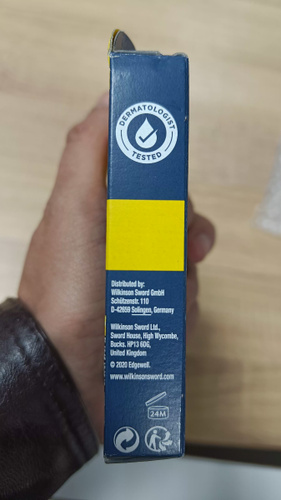 DERMATOLOGIST
TESTED
Distributed by:
Wilkinson Sword GmbH
Schützenstr. 110
D-42659 Solingen, Germany
Wilkinson Sword Ltd.,
Sword House, High Wycombe,
Bucks. HP13 6DG,
United Kingdom
© 2020 Edgewell.
www.wilkinsonsword.com
24M